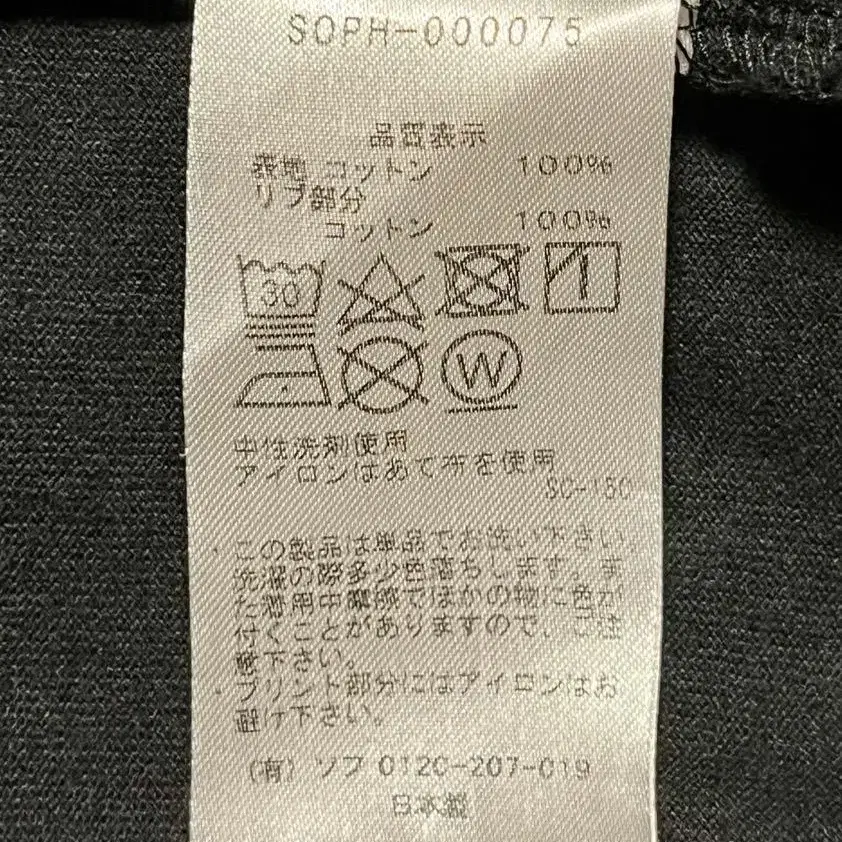 SOPH-000075
品質表示
表地 コットン 100%
リブ部分
コットン 100%
30
W
中性洗剤使用
アイロンはあて布を使用
SC-150
・この製品は単品でお洗い下さい。
洗濯の際多少色落ちします。ま
た着用中摩擦でほかの物に色が
付くことがありますので、ご注
意下さい。
・プリント部分にはアイロンはお
避け下さい。
(有)ソフ 0120-207-019
日本製